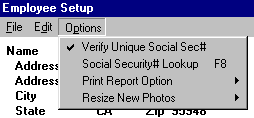 Employee Setup
File Edit Options
Verify Unique Social Sec#
Social Security# Lookup F8
Print Report Option
Resize New Photos
Name
Address
Address
City
State CA Zip 95948